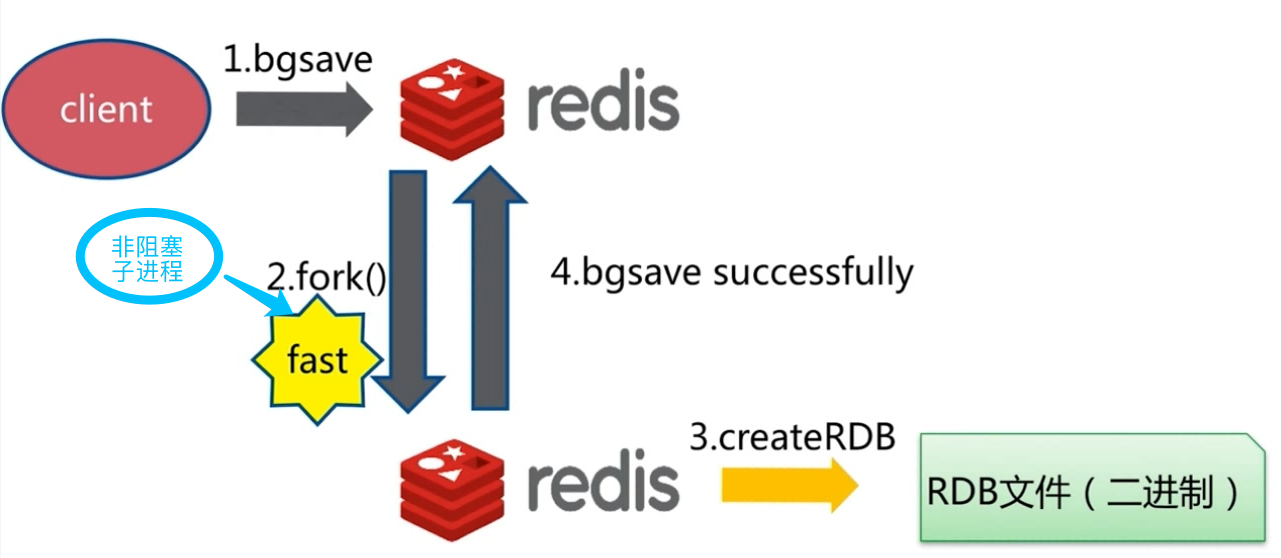 1.bgsave
client
redis
非阻塞
子进程
2.fork()
4.bgsave successfully
fast
3.createRDB
redis
RDB文件（二进制）